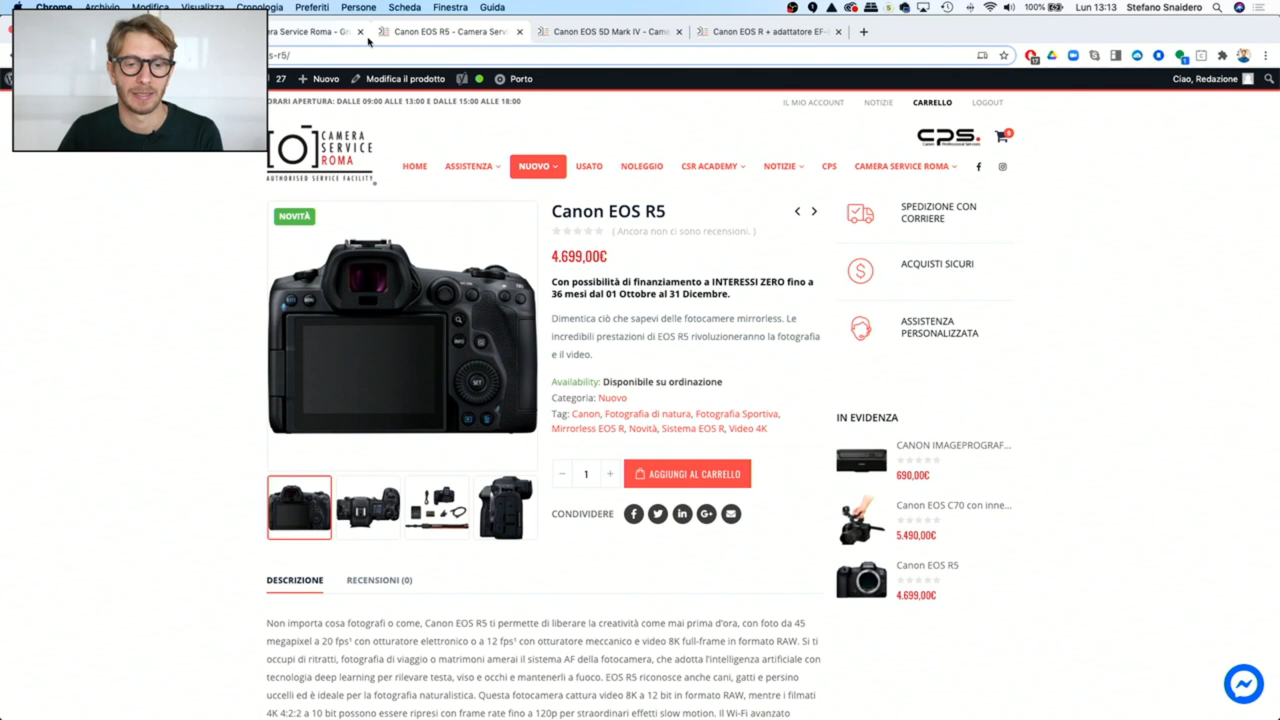 Chrome Archivio Modifica Visualizza Cronologia Preferiti Persone Scheda Finestra Guida 100% Lun 13:13 Stefano Snaidero
era Service Roma - Gr Canon EOS R5 - Camera Servi Canon EOS 5D Mark IV - Came Canon EOS R + adattatore EF-
s-r5/
27 Nuovo Modifica il prodotto Porto Ciao, Redazione
ORARI APERTURA: DALLE 09:00 ALLE 13:00 E DALLE 15:00 ALLE 18:00
IL MIO ACCOUNT NOTIZIE CARRELLO LOGOUT
CAMERA
SERVICE
ROMA
AUTHORISED SERVICE FACILITY
CPS.
Canon Professional Services
0
HOME ASSISTENZA NUOVO USATO NOLEGGIO CSR ACADEMY NOTIZIE CPS CAMERA SERVICE ROMA
NOVITÀ
Canon EOS R5
( Ancora non ci sono recensioni. )
4.699,00€
Con possibilità di finanziamento a INTERESSI ZERO fino a
36 mesi dal 01 Ottobre al 31 Dicembre.
Dimentica ciò che sapevi delle fotocamere mirrorless. Le
incredibili prestazioni di EOS R5 rivoluzioneranno la fotografia
e il video.
Availability: Disponibile su ordinazione
Categoria: Nuovo
Tag: Canon, Fotografia di natura, Fotografia Sportiva,
Mirrorless EOS R, Novità, Sistema EOS R, Video 4K
1
AGGIUNGI AL CARRELLO
CONDIVIDERE
SPEDIZIONE CON
CORRIERE
ACQUISTI SICURI
ASSISTENZA
PERSONALIZZATA
IN EVIDENZA
CANON IMAGEPROGRAF...
690,00€
Canon EOS C70 con inne...
5.490,00€
Canon EOS R5
4.699,00€
SET
DESCRIZIONE RECENSIONI (0)
Non importa cosa fotografi o come, Canon EOS R5 ti permette di liberare la creatività come mai prima d'ora, con foto da 45
megapixel a 20 fps¹ con otturatore elettronico o a 12 fps¹ con otturatore meccanico e video 8K full-frame in formato RAW. Si ti
occupi di ritratti, fotografia di viaggio o matrimoni amerai il sistema AF della fotocamera, che adotta l'intelligenza artificiale con
tecnologia deep learning per rilevare testa, viso e occhi e mantenerli a fuoco. EOS R5 riconosce anche cani, gatti e persino
uccelli ed è ideale per la fotografia naturalistica. Questa fotocamera cattura video 8K a 12 bit in formato RAW, mentre i filmati
4K 4:2:2 a 10 bit possono essere ripresi con frame rate fino a 120p per straordinari effetti slow motion. Il Wi-Fi avanzato